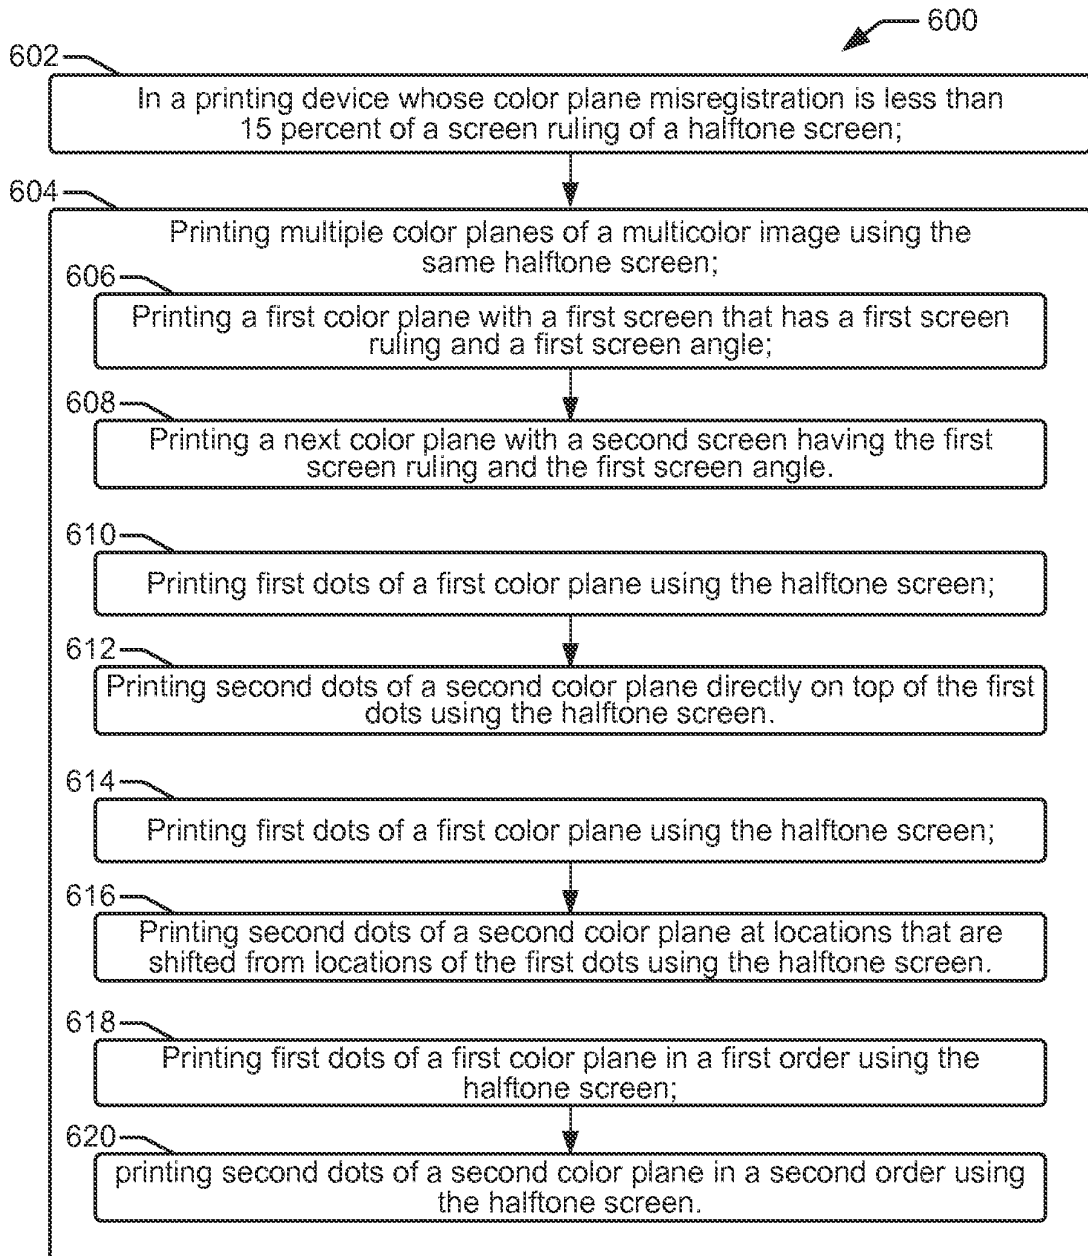 600
602
In a printing device whose color plane misregistration is less than
15 percent of a screen ruling of a halftone screen;
604
Printing multiple color planes of a multicolor image using the
same halftone screen;
606
Printing a first color plane with a first screen that has a first screen
ruling and a first screen angle;
608
Printing a next color plane with a second screen having the first
screen ruling and the first screen angle.
610
Printing first dots of a first color plane using the halftone screen;
612
Printing second dots of a second color plane directly on top of the first
dots using the halftone screen.
614
Printing first dots of a first color plane using the halftone screen;
616
Printing second dots of a second color plane at locations that are
shifted from locations of the first dots using the halftone screen.
618
Printing first dots of a first color plane in a first order using the
halftone screen;
620
printing second dots of a second color plane in a second order using
the halftone screen.